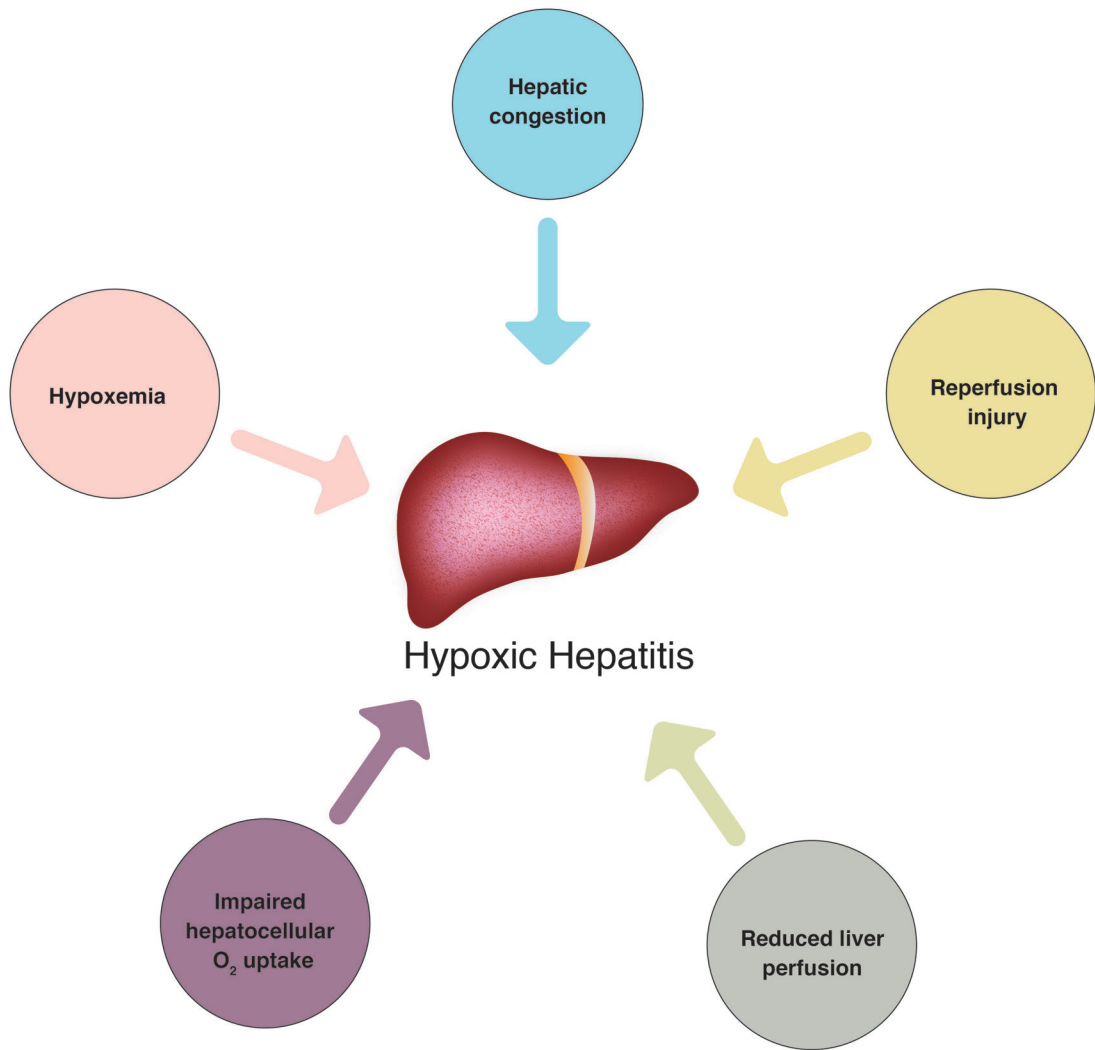 Hepatic
congestion
Hypoxemia
Reperfusion
injury
Hypoxic Hepatitis
Impaired
hepatocellular
O₂ uptake
Reduced liver
perfusion